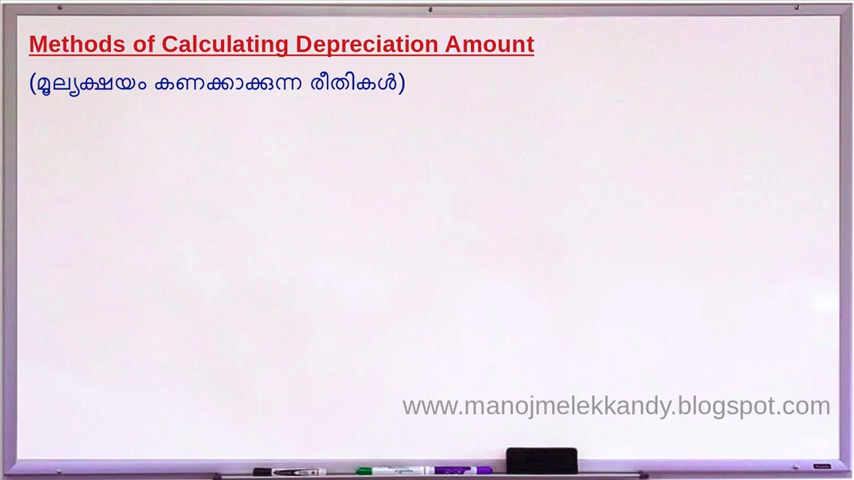 Methods of Calculating Depreciation Amount
(മൂല്യക്ഷയം കണക്കാക്കുന്ന രീതികൾ)
www.manojmelekkandy.blogspot.com